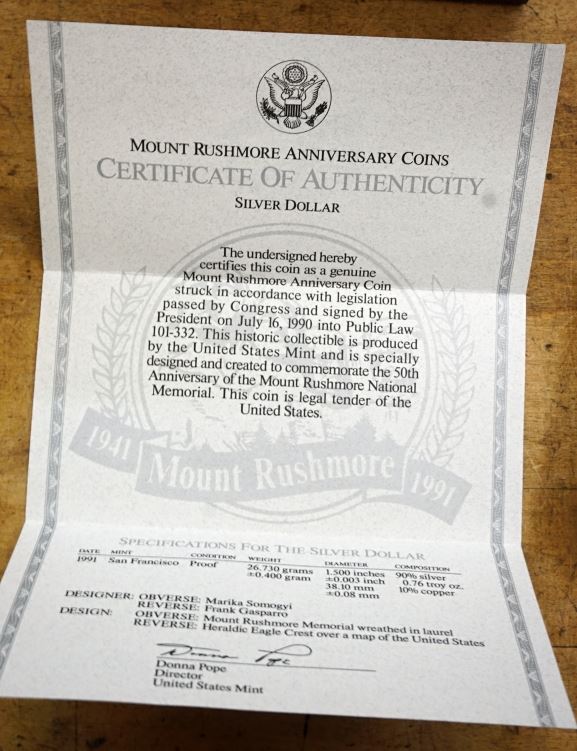 MOUNT RUSHMORE ANNIVERSARY COINS
CERTIFICATE OF AUTHENTICITY
SILVER DOLLAR
The undersigned hereby
certifies this coin as a genuine
Mount Rushmore Anniversary Coin
struck in accordance with legislation
passed by Congress and signed by the
President on July 16, 1990 into Public Law
101-332. This historic collectible is produced
by the United States Mint and is specially
designed and created to commemorate the 50th
Anniversary of the Mount Rushmore National
Memorial. This coin is legal tender of the
United States.
1941 Mount Rushmore 1991
SPECIFICATIONS FOR THE SILVER DOLLAR
DATE MINT CONDITION WEIGHT DIAMETER COMPOSITION
1991 San Francisco Proof 26.730 grams 1.500 inches 90% silver
±0.400 gram ±0.003 inch 0.76 troy oz.
38.10 mm 10% copper
±0.08 mm
DESIGNER: OBVERSE: Marika Somogyi
REVERSE: Frank Gasparro
DESIGN: OBVERSE: Mount Rushmore Memorial wreathed in laurel
REVERSE: Heraldic Eagle Crest over a map of the United States
Donna Pope
Donna Pope
Director
United States Mint